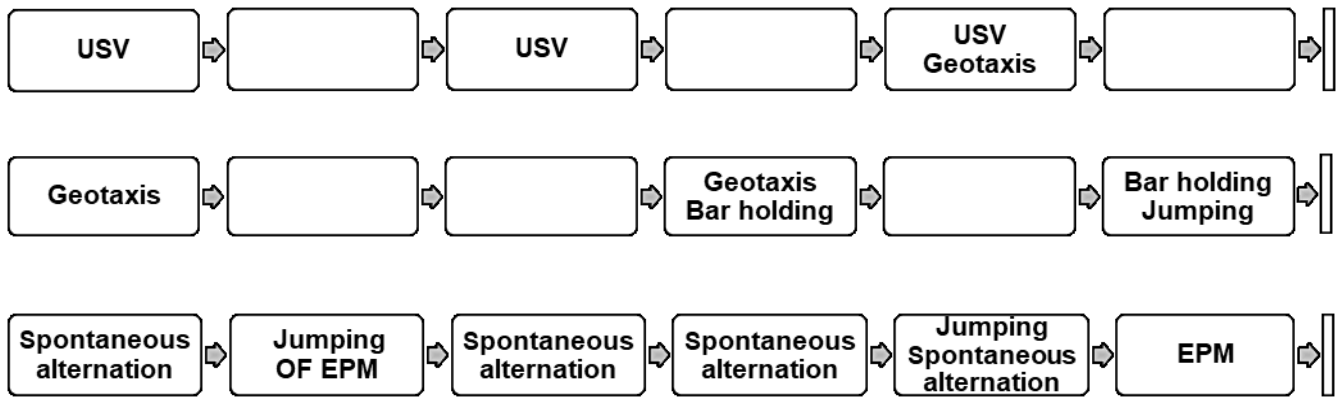 USV
USV
USV
Geotaxis
Geotaxis
Geotaxis
Bar holding
Bar holding
Jumping
Spontaneous
alternation
Jumping
OF EPM
Spontaneous
alternation
Spontaneous
alternation
Jumping
Spontaneous
alternation
EPM